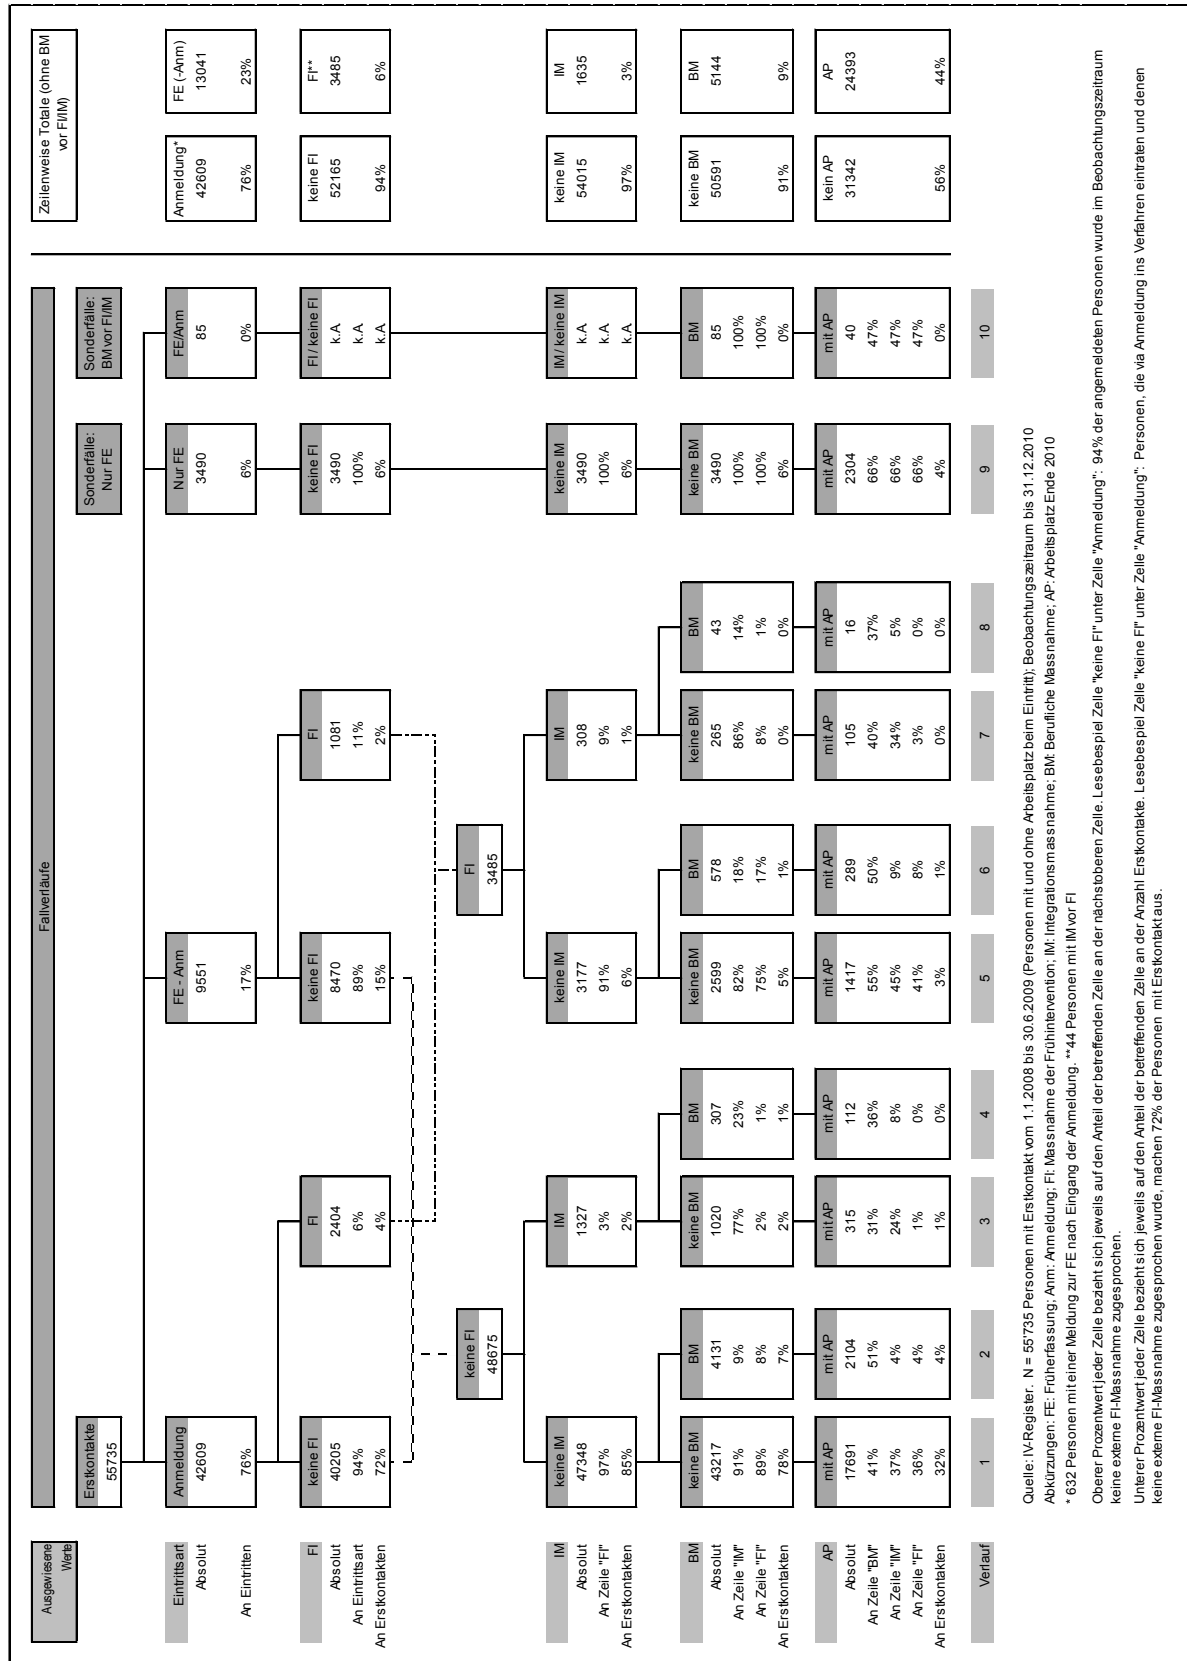 Ausgewiesene Werte
Fallverläufe
Zeilenweise Totale (ohne BM vor FI/IM)
Erstkontakte
55735
Sonderfälle: Nur FE
Sonderfälle: BM vor FI/IM
Eintrittsart
Absolut
An Eintritten
Anmeldung
42609
76%
FE - Anm
9551
17%
Nur FE
3490
6%
FE/Anm
85
0%
Anmeldung*
42609
76%
FE (-Anm)
13041
23%
FI
Absolut
An Eintrittsart
An Erstkontakten
keine FI
40205
94%
72%
FI
2404
6%
4%
keine FI
8470
89%
15%
FI
1081
11%
2%
keine FI
3490
100%
6%
FI / keine FI
k.A
k.A
k.A
keine FI
52165
94%
FI**
3485
6%
keine FI
48675
FI
3485
IM
Absolut
An Zeile "FI"
An Erstkontakten
keine IM
47348
97%
85%
IM
1327
3%
2%
keine IM
3177
91%
6%
IM
308
9%
1%
keine IM
3490
100%
6%
IM / keine IM
k.A
k.A
k.A
keine IM
54015
97%
IM
1635
3%
BM
Absolut
An Zeile "IM"
An Zeile "FI"
An Erstkontakten
keine BM
43217
91%
89%
78%
BM
4131
9%
8%
7%
keine BM
1020
77%
2%
2%
BM
307
23%
1%
1%
keine BM
2599
82%
75%
5%
BM
578
18%
17%
1%
keine BM
265
86%
8%
0%
BM
43
14%
1%
0%
keine BM
3490
100%
100%
6%
BM
85
100%
100%
0%
keine BM
50591
91%
BM
5144
9%
AP
Absolut
An Zeile "BM"
An Zeile "IM"
An Zeile "FI"
An Erstkontakten
mit AP
17691
41%
37%
36%
32%
mit AP
2104
51%
4%
4%
4%
mit AP
315
31%
24%
1%
1%
mit AP
112
36%
8%
0%
0%
mit AP
1417
55%
45%
41%
3%
mit AP
289
50%
9%
8%
1%
mit AP
105
40%
34%
3%
0%
mit AP
16
37%
5%
0%
0%
mit AP
2304
66%
66%
66%
4%
mit AP
40
47%
47%
47%
0%
kein AP
31342
56%
AP
24393
44%
Verlauf
1
2
3
4
5
6
7
8
9
10
Quelle: IV-Register. N = 55'735 Personen mit Erstkontakt vom 1.1.2008 bis 30.6.2009 (Personen mit und ohne Arbeitsplatz beim Eintritt); Beobachtungszeitraum bis 31.12.2010
Abkürzungen: FE: Früherfassung; Anm: Anmeldung; FI: Massnahme der Frühintervention; IM: Integrationsmassnahme; BM: Berufliche Massnahme; AP: Arbeitsplatz Ende 2010
* 632 Personen mit einer Meldung zur FE nach Eingang der Anmeldung. **44 Personen mit IM vor FI
Oberer Prozentwert jeder Zelle bezieht sich jeweils auf den Anteil der betreffenden Zelle an der nächstoberen Zelle. Lesebespiel Zelle "keine FI" unter Zelle "Anmeldung": 94% der angemeldeten Personen wurde im Beobachtungszeitraum
keine externe FI-Massnahme zugesprochen.
Unterer Prozentwert jeder Zelle bezieht sich jeweils auf den Anteil der betreffenden Zelle an der Anzahl Erstkontakte. Lesebespiel Zelle "keine FI" unter Zelle "Anmeldung": Personen, die via Anmeldung ins Verfahren eintraten und denen
keine externe FI-Massnahme zugesprochen wurde, machen 72% der Personen mit Erstkontakt aus.